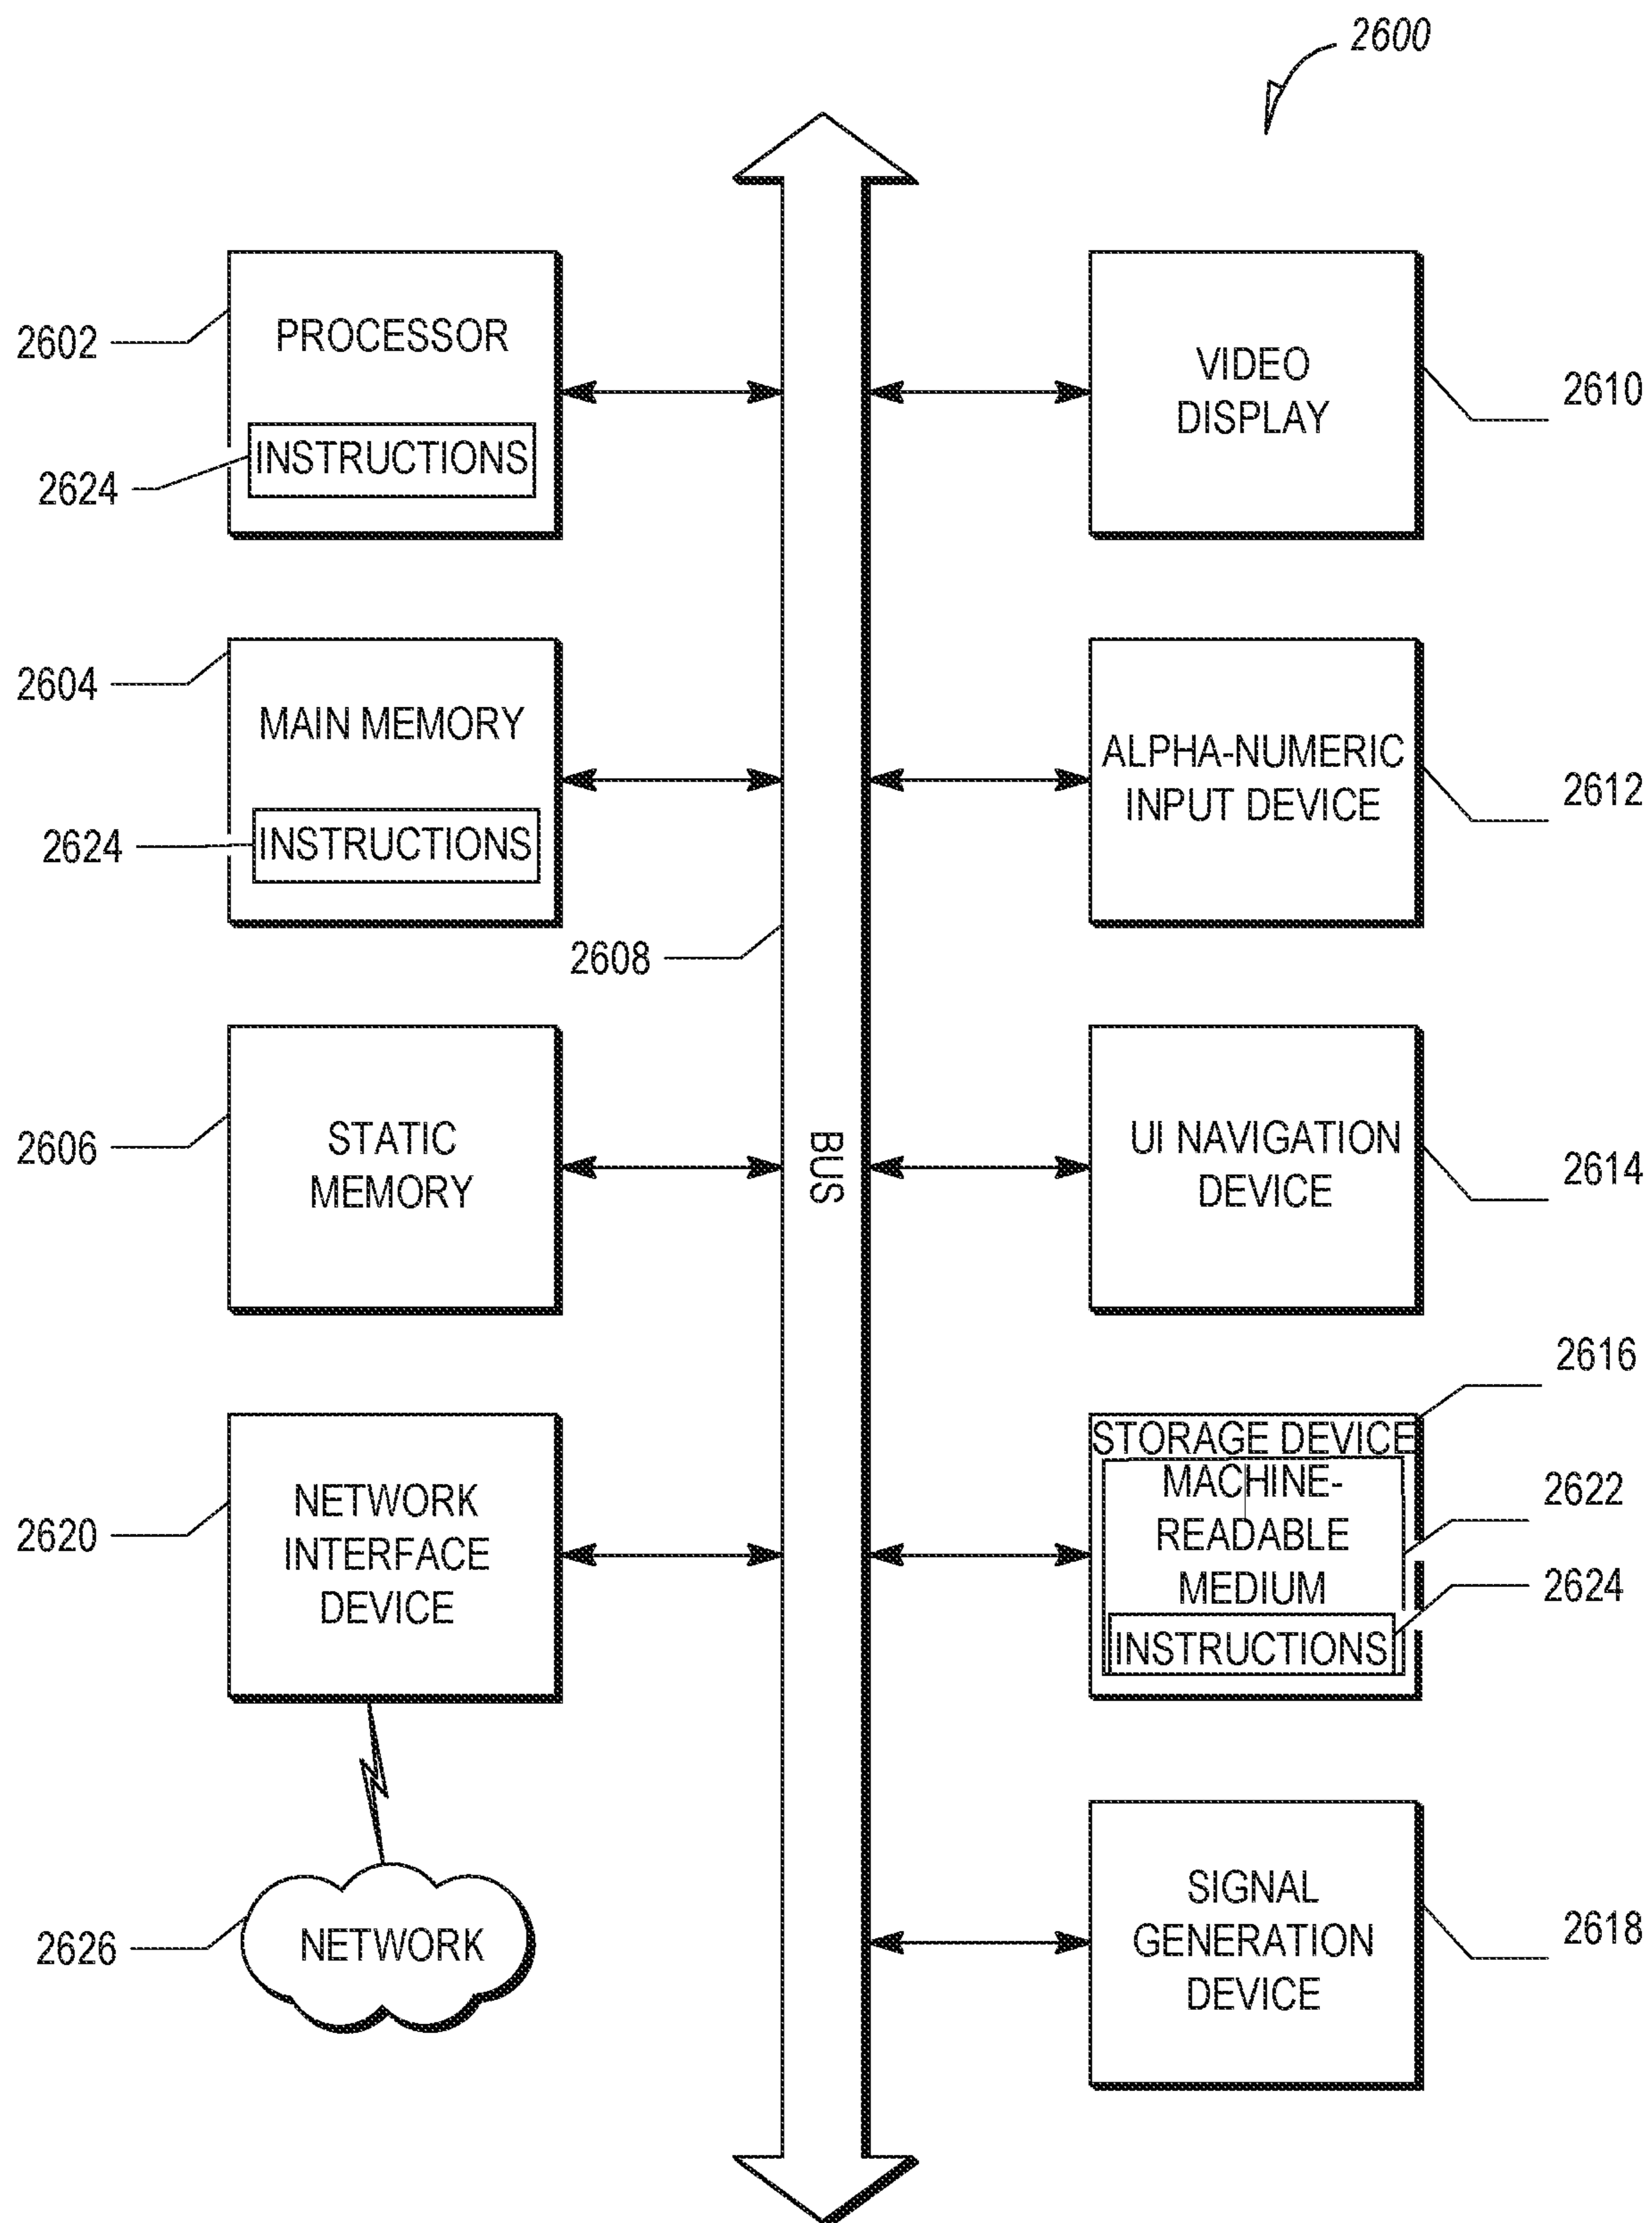 2600
2602
PROCESSOR
2624
INSTRUCTIONS
VIDEO
DISPLAY
2610
2604
MAIN MEMORY
2624
INSTRUCTIONS
2608
ALPHA-NUMERIC
INPUT DEVICE
2612
2606
STATIC
MEMORY
BUS
UI NAVIGATION
DEVICE
2614
2620
NETWORK
INTERFACE
DEVICE
2616
STORAGE DEVICE
MACHINE-
READABLE
MEDIUM
2622
INSTRUCTIONS
2624
2626
NETWORK
SIGNAL
GENERATION
DEVICE
2618